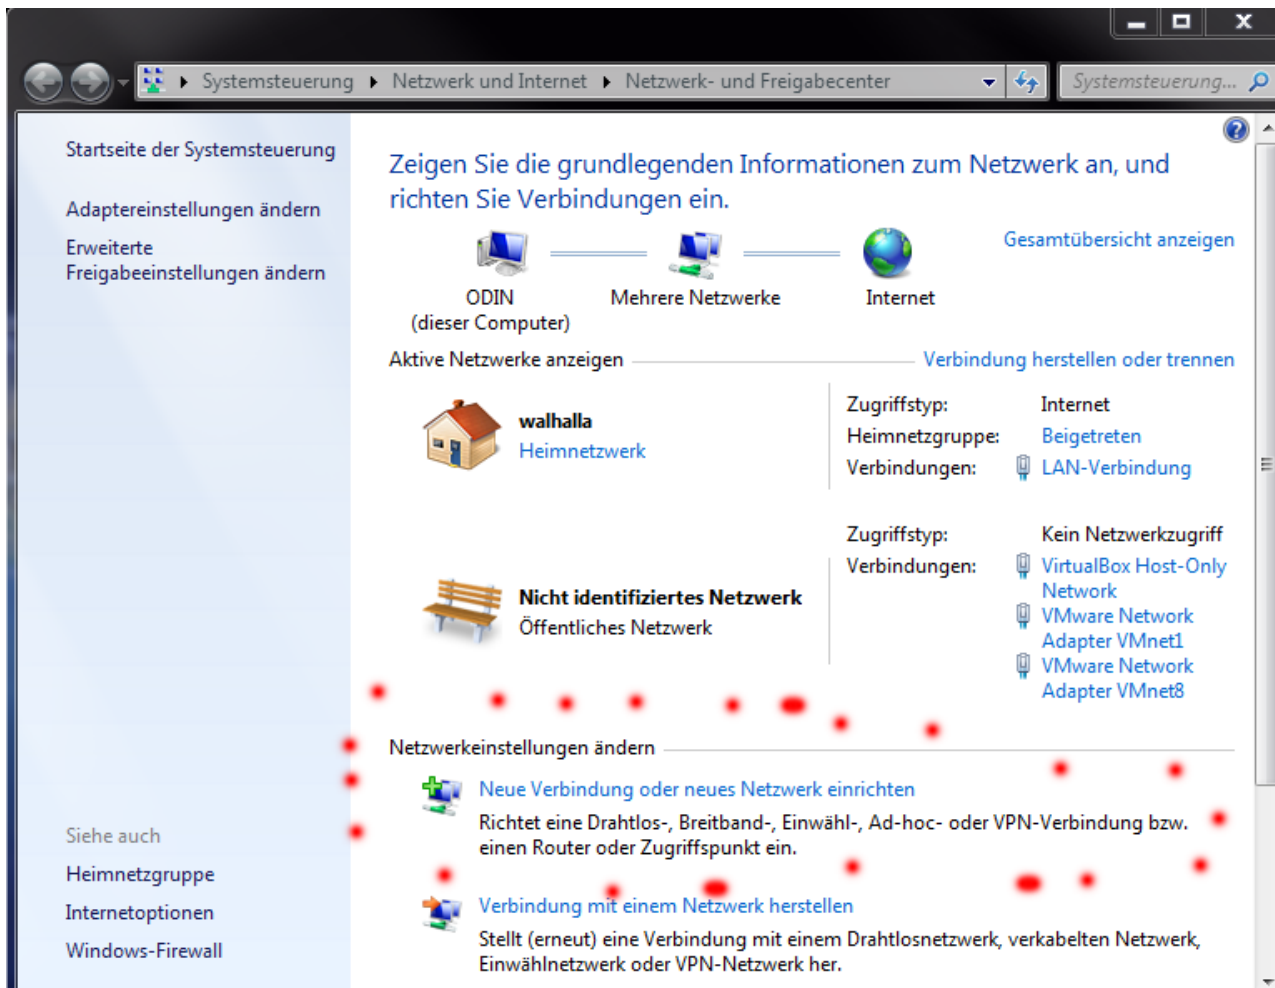 Systemsteuerung Netzwerk und Internet Netzwerk- und Freigabecenter
Systemsteuerung...
Startseite der Systemsteuerung
Adaptereinstellungen ändern
Erweiterte
Freigabeeinstellungen ändern
Siehe auch
Heimnetzgruppe
Internetoptionen
Windows-Firewall
Zeigen Sie die grundlegenden Informationen zum Netzwerk an, und
richten Sie Verbindungen ein.
Gesamtübersicht anzeigen
ODIN
(dieser Computer)
Mehrere Netzwerke
Internet
Aktive Netzwerke anzeigen
Verbindung herstellen oder trennen
walhalla
Heimnetzwerk
Zugriffstyp: Internet
Heimnetzgruppe: Beigetreten
Verbindungen: LAN-Verbindung
Nicht identifiziertes Netzwerk
Öffentliches Netzwerk
Zugriffstyp: Kein Netzwerkzugriff
Verbindungen: VirtualBox Host-Only
Network
VMware Network
Adapter VMnet1
VMware Network
Adapter VMnet8
Netzwerkeinstellungen ändern
Neue Verbindung oder neues Netzwerk einrichten
Richtet eine Drahtlos-, Breitband-, Einwähl-, Ad-hoc- oder VPN-Verbindung bzw.
einen Router oder Zugriffspunkt ein.
Verbindung mit einem Netzwerk herstellen
Stellt (erneut) eine Verbindung mit einem Drahtlosnetzwerk, verkabelten Netzwerk,
Einwählnetzwerk oder VPN-Netzwerk her.